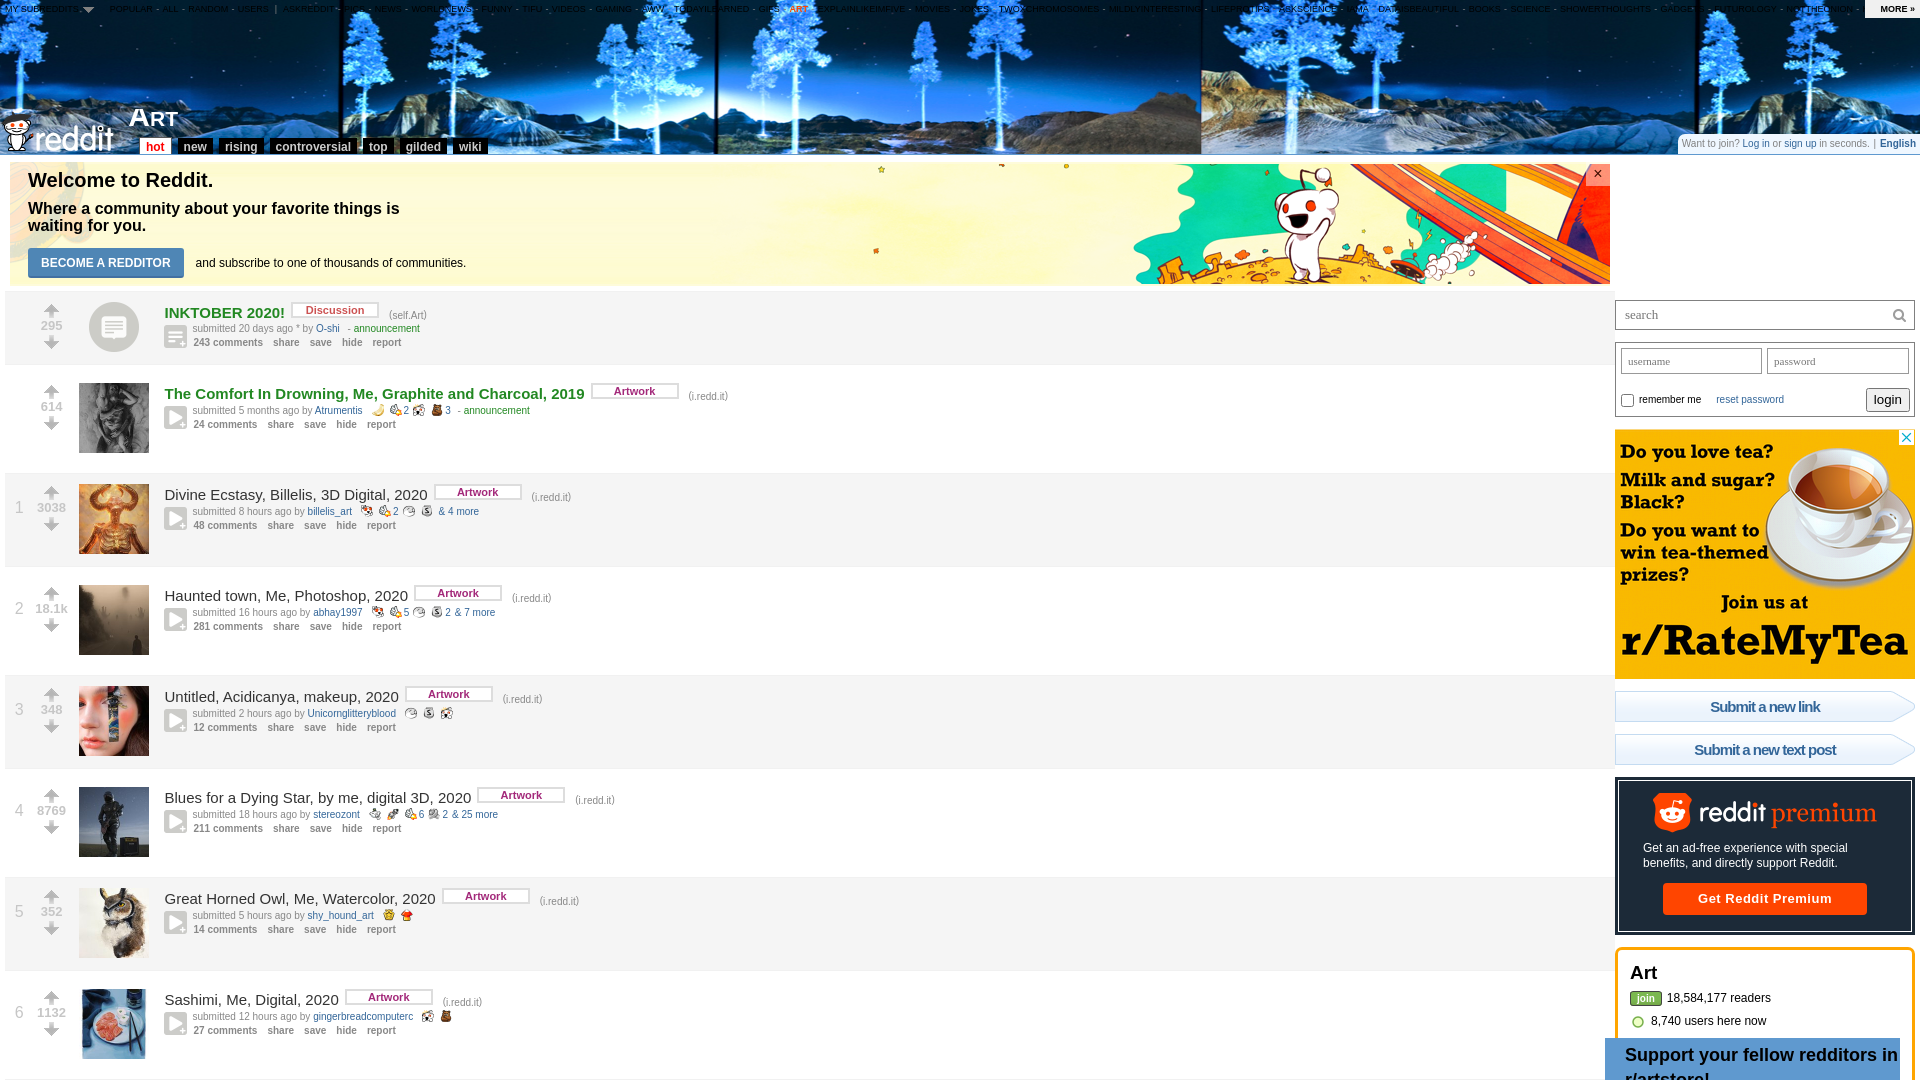 MY SUBREDDITS
POPULAR - ALL - RANDOM - USERS | ASKREDDIT - PICS - NEWS - WORLDNEWS - FUNNY - TIFU - VIDEOS - GAMING - AWW - TODAYILEARNED - GIFS - ART - EXPLAINLIKEIMFIVE - MOVIES - JOKES - TWOXCHROMOSOMES - MILDLYINTERESTING - LIFEPROTIPS - ASKSCIENCE - IAMA - DATAISBEAUTIFUL - BOOKS - SCIENCE - SHOWERTHOUGHTS - GADGETS - FUTUROLOGY - NOTTHEONION -
MORE »
reddit
ART
hot new rising controversial top gilded wiki
Want to join? Log in or sign up in seconds. | English
Welcome to Reddit.
Where a community about your favorite things is
waiting for you.
BECOME A REDDITOR and subscribe to one of thousands of communities.
×
295
INKTOBER 2020! Discussion (self.Art)
submitted 20 days ago * by O-shi - announcement
243 comments share save hide report
614
The Comfort In Drowning, Me, Graphite and Charcoal, 2019 Artwork (i.redd.it)
submitted 5 months ago by Atrumentis 2 3 - announcement
24 comments share save hide report
1
3038
Divine Ecstasy, Billelis, 3D Digital, 2020 Artwork (i.redd.it)
submitted 8 hours ago by billelis_art 2 & 4 more
48 comments share save hide report
2
18.1k
Haunted town, Me, Photoshop, 2020 Artwork (i.redd.it)
submitted 16 hours ago by abhay1997 5 2 & 7 more
281 comments share save hide report
3
348
Untitled, Acidicanya, makeup, 2020 Artwork (i.redd.it)
submitted 2 hours ago by Unicornglitteryblood
12 comments share save hide report
4
8769
Blues for a Dying Star, by me, digital 3D, 2020 Artwork (i.redd.it)
submitted 18 hours ago by stereozont 6 2 & 25 more
211 comments share save hide report
5
352
Great Horned Owl, Me, Watercolor, 2020 Artwork (i.redd.it)
submitted 5 hours ago by shy_hound_art
14 comments share save hide report
6
1132
Sashimi, Me, Digital, 2020 Artwork (i.redd.it)
submitted 12 hours ago by gingerbreadcomputerc
27 comments share save hide report
search
username password
remember me reset password login
Do you love tea?
Milk and sugar?
Black?
Do you want to
win tea-themed
prizes?
Join us at
r/RateMyTea
Submit a new link
Submit a new text post
reddit premium
Get an ad-free experience with special
benefits, and directly support Reddit.
Get Reddit Premium
Art
join 18,584,177 readers
8,740 users here now
Support your fellow redditors in
r/artstore!